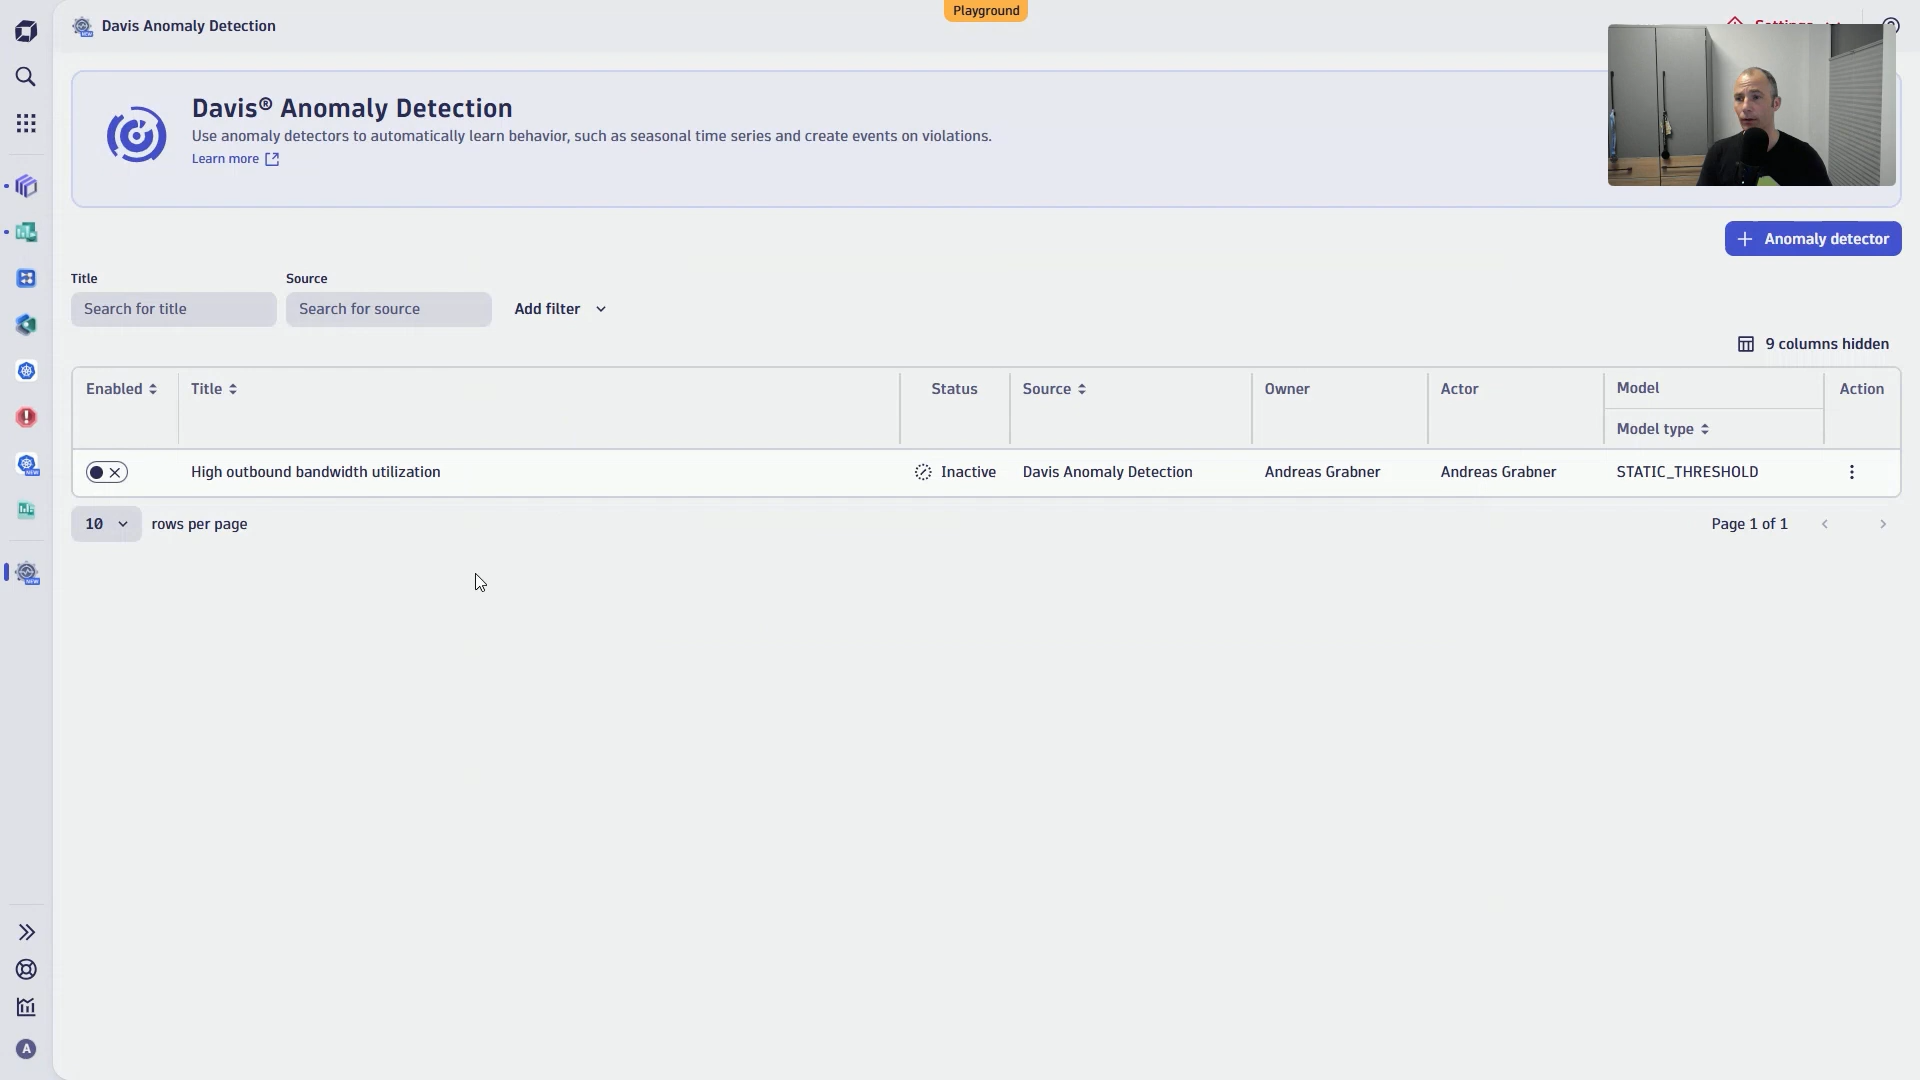 Davis Anomaly Detection
Playground
Davis® Anomaly Detection
Use anomaly detectors to automatically learn behavior, such as seasonal time series and create events on violations.
Learn more
Anomaly detector
Title
Source
Search for title
Search for source
Add filter
9 columns hidden
Enabled
Title
Status
Source
Owner
Actor
Model
Action
Model type
High outbound bandwidth utilization
Inactive
Davis Anomaly Detection
Andreas Grabner
Andreas Grabner
STATIC_THRESHOLD
10
rows per page
Page 1 of 1
NEW
NEW
NEW
A